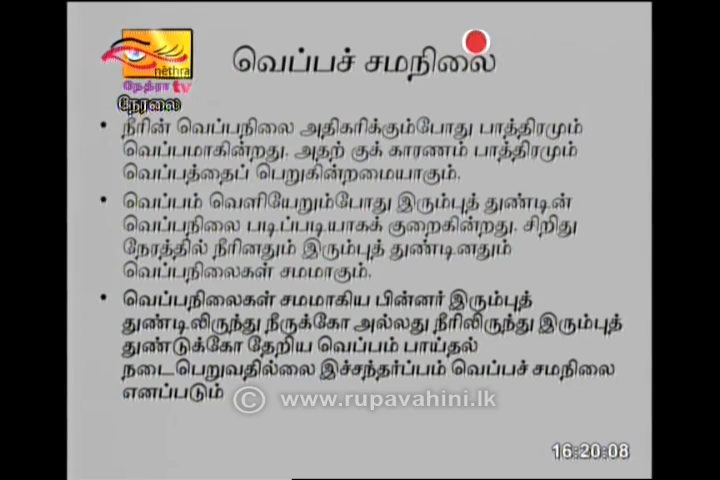 வெப்பச் சமநிலை
nethra
நேத்ரா tv
நேரலை
• நீரின் வெப்பநிலை அதிகரிக்கும்போது பாத்திரமும்
வெப்பமாகின்றது. அதற் குக் காரணம் பாத்திரமும்
வெப்பத்தைப் பெறுகின்றமையாகும்.
• வெப்பம் வெளியேறும்போது இரும்புத் துண்டின்
வெப்பநிலை படிப்படியாகக் குறைகின்றது. சிறிது
நேரத்தில் நீரினதும் இரும்புத் துண்டினதும்
வெப்பநிலைகள் சமமாகும்.
• வெப்பநிலைகள் சமமாகிய பின்னர் இரும்புத்
துண்டிலிருந்து நீருக்கோ அல்லது நீரிலிருந்து இரும்புத்
துண்டுக்கோ தேறிய வெப்பம் பாய்தல்
நடைபெறுவதில்லை இச்சந்தர்ப்பம் வெப்பச் சமநிலை
எனப்படும்
© www.rupavahini.lk
16:20:08